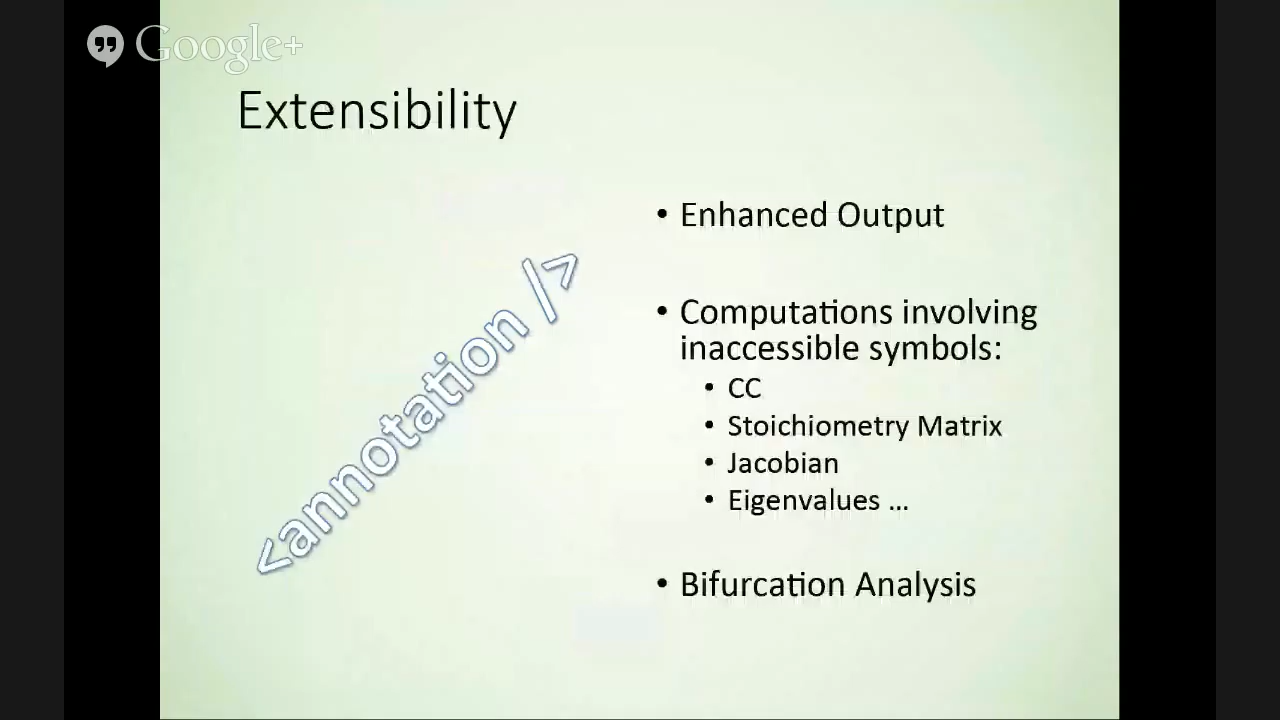 Google+
Extensibility
<annotation />
• Enhanced Output
• Computations involving
inaccessible symbols:
• CC
• Stoichiometry Matrix
• Jacobian
• Eigenvalues ...
• Bifurcation Analysis